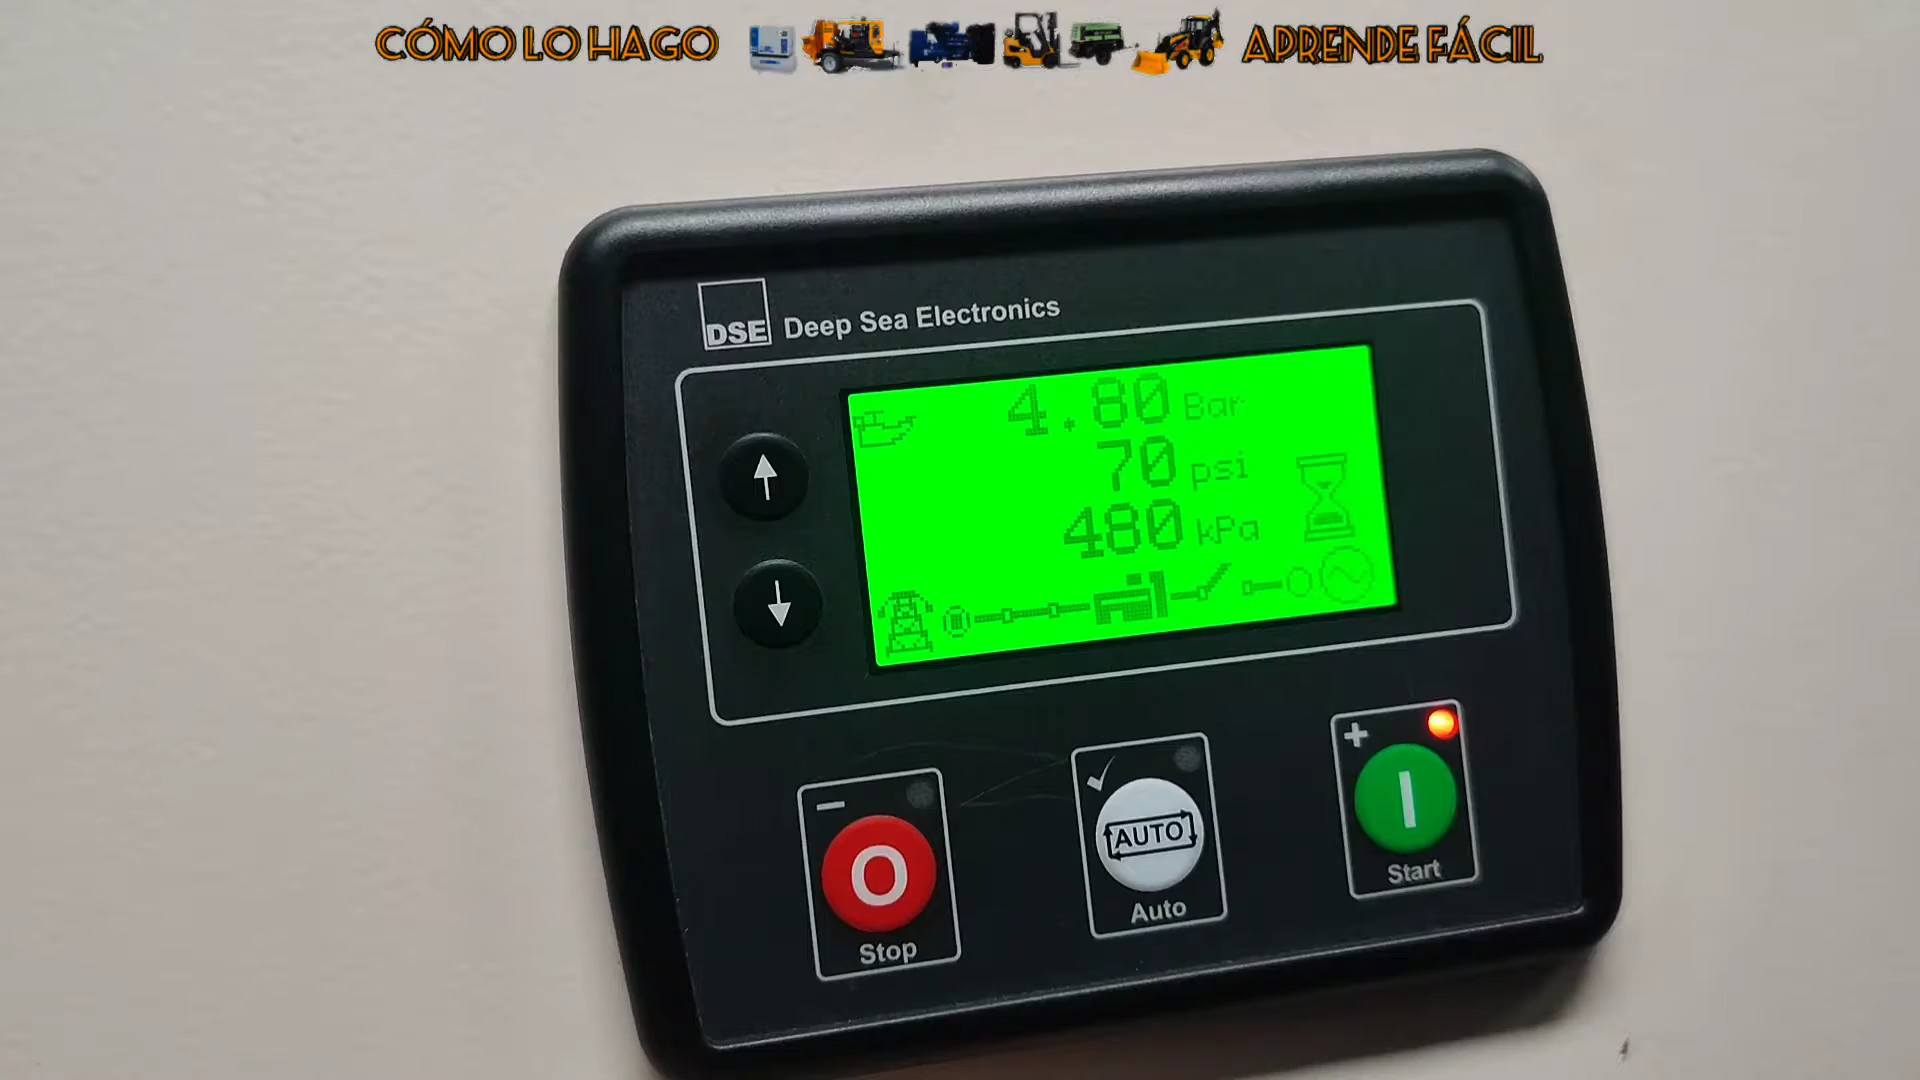 CÓMO LO HAGO APRENDE FÁCIL
DSE Deep Sea Electronics
4.80 Bar
70 psi
480 kPa
O
Stop
AUTO
Auto
I
Start